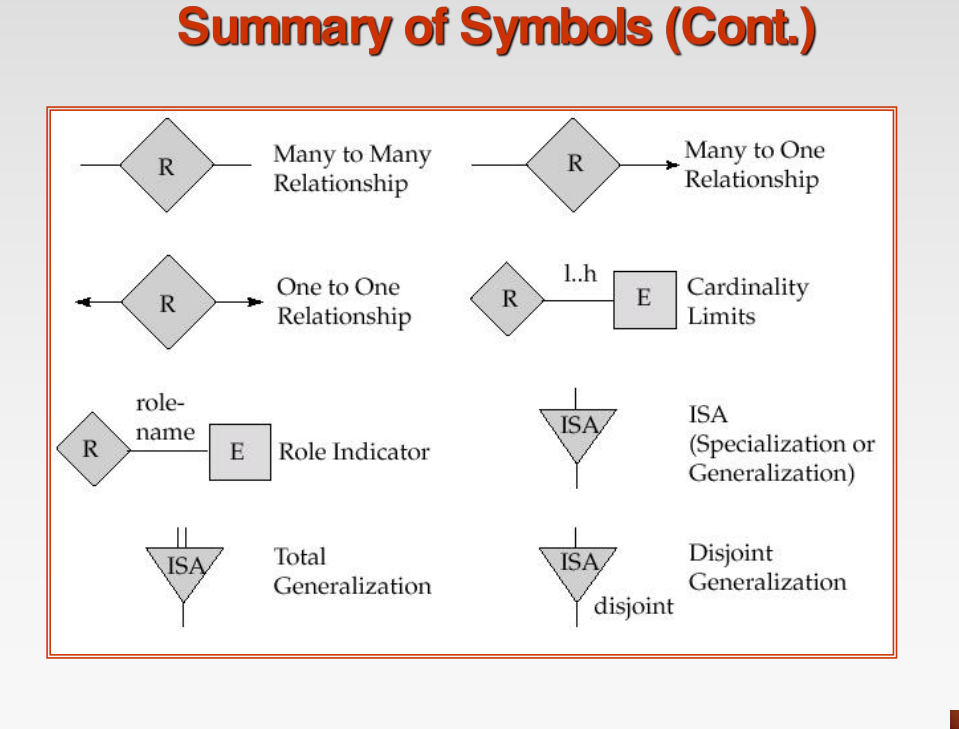 Summary of Symbols (Cont.)
R
Many to Many
Relationship
R
Many to One
Relationship
R
One to One
Relationship
R
l..h
E
Cardinality
Limits
R
role-
name
E
Role Indicator
ISA
ISA
(Specialization or
Generalization)
ISA
Total
Generalization
ISA
disjoint
Disjoint
Generalization